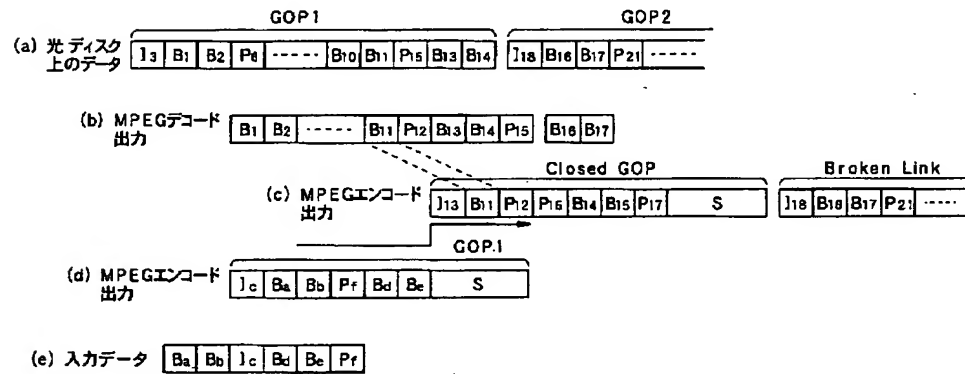 GOP1 GOP2
(a) 光ディスク上のデータ I3 B1 B2 P6 ----- B10 B11 P15 B13 B14 I18 B16 B17 P21 -----
(b) MPEGデコード出力 B1 B2 ----- B11 P12 B13 B14 P15 B16 B17
Closed GOP Broken Link
(c) MPEGエンコード出力 I13 B11 P12 P16 B14 B15 P17 S I18 B18 B17 P21 -----
GOP.1
(d) MPEGエンコード出力 Ic Ba Bb Pf Bd Be S
(e) 入力データ Ba Bb Ic Bd Be Pf